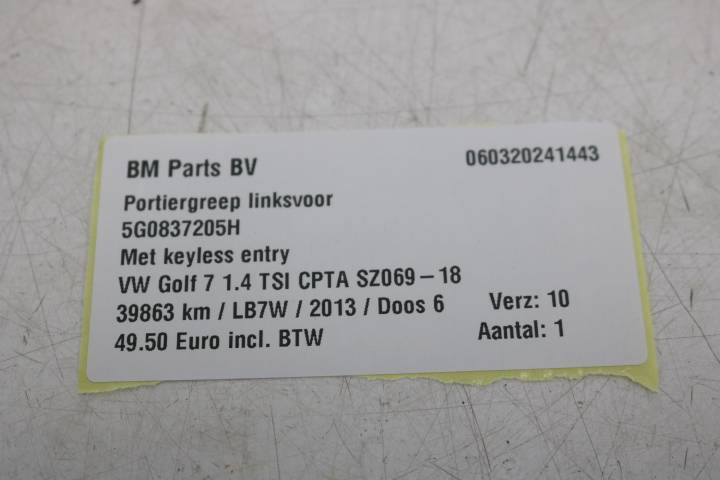 BM Parts BV 060320241443
Portiergreep linksvoor
5G0837205H
Met keyless entry
VW Golf 7 1.4 TSI CPTA SZ069-18
39863 km / LB7W / 2013 / Doos 6 Verz: 10
49.50 Euro incl. BTW Aantal: 1